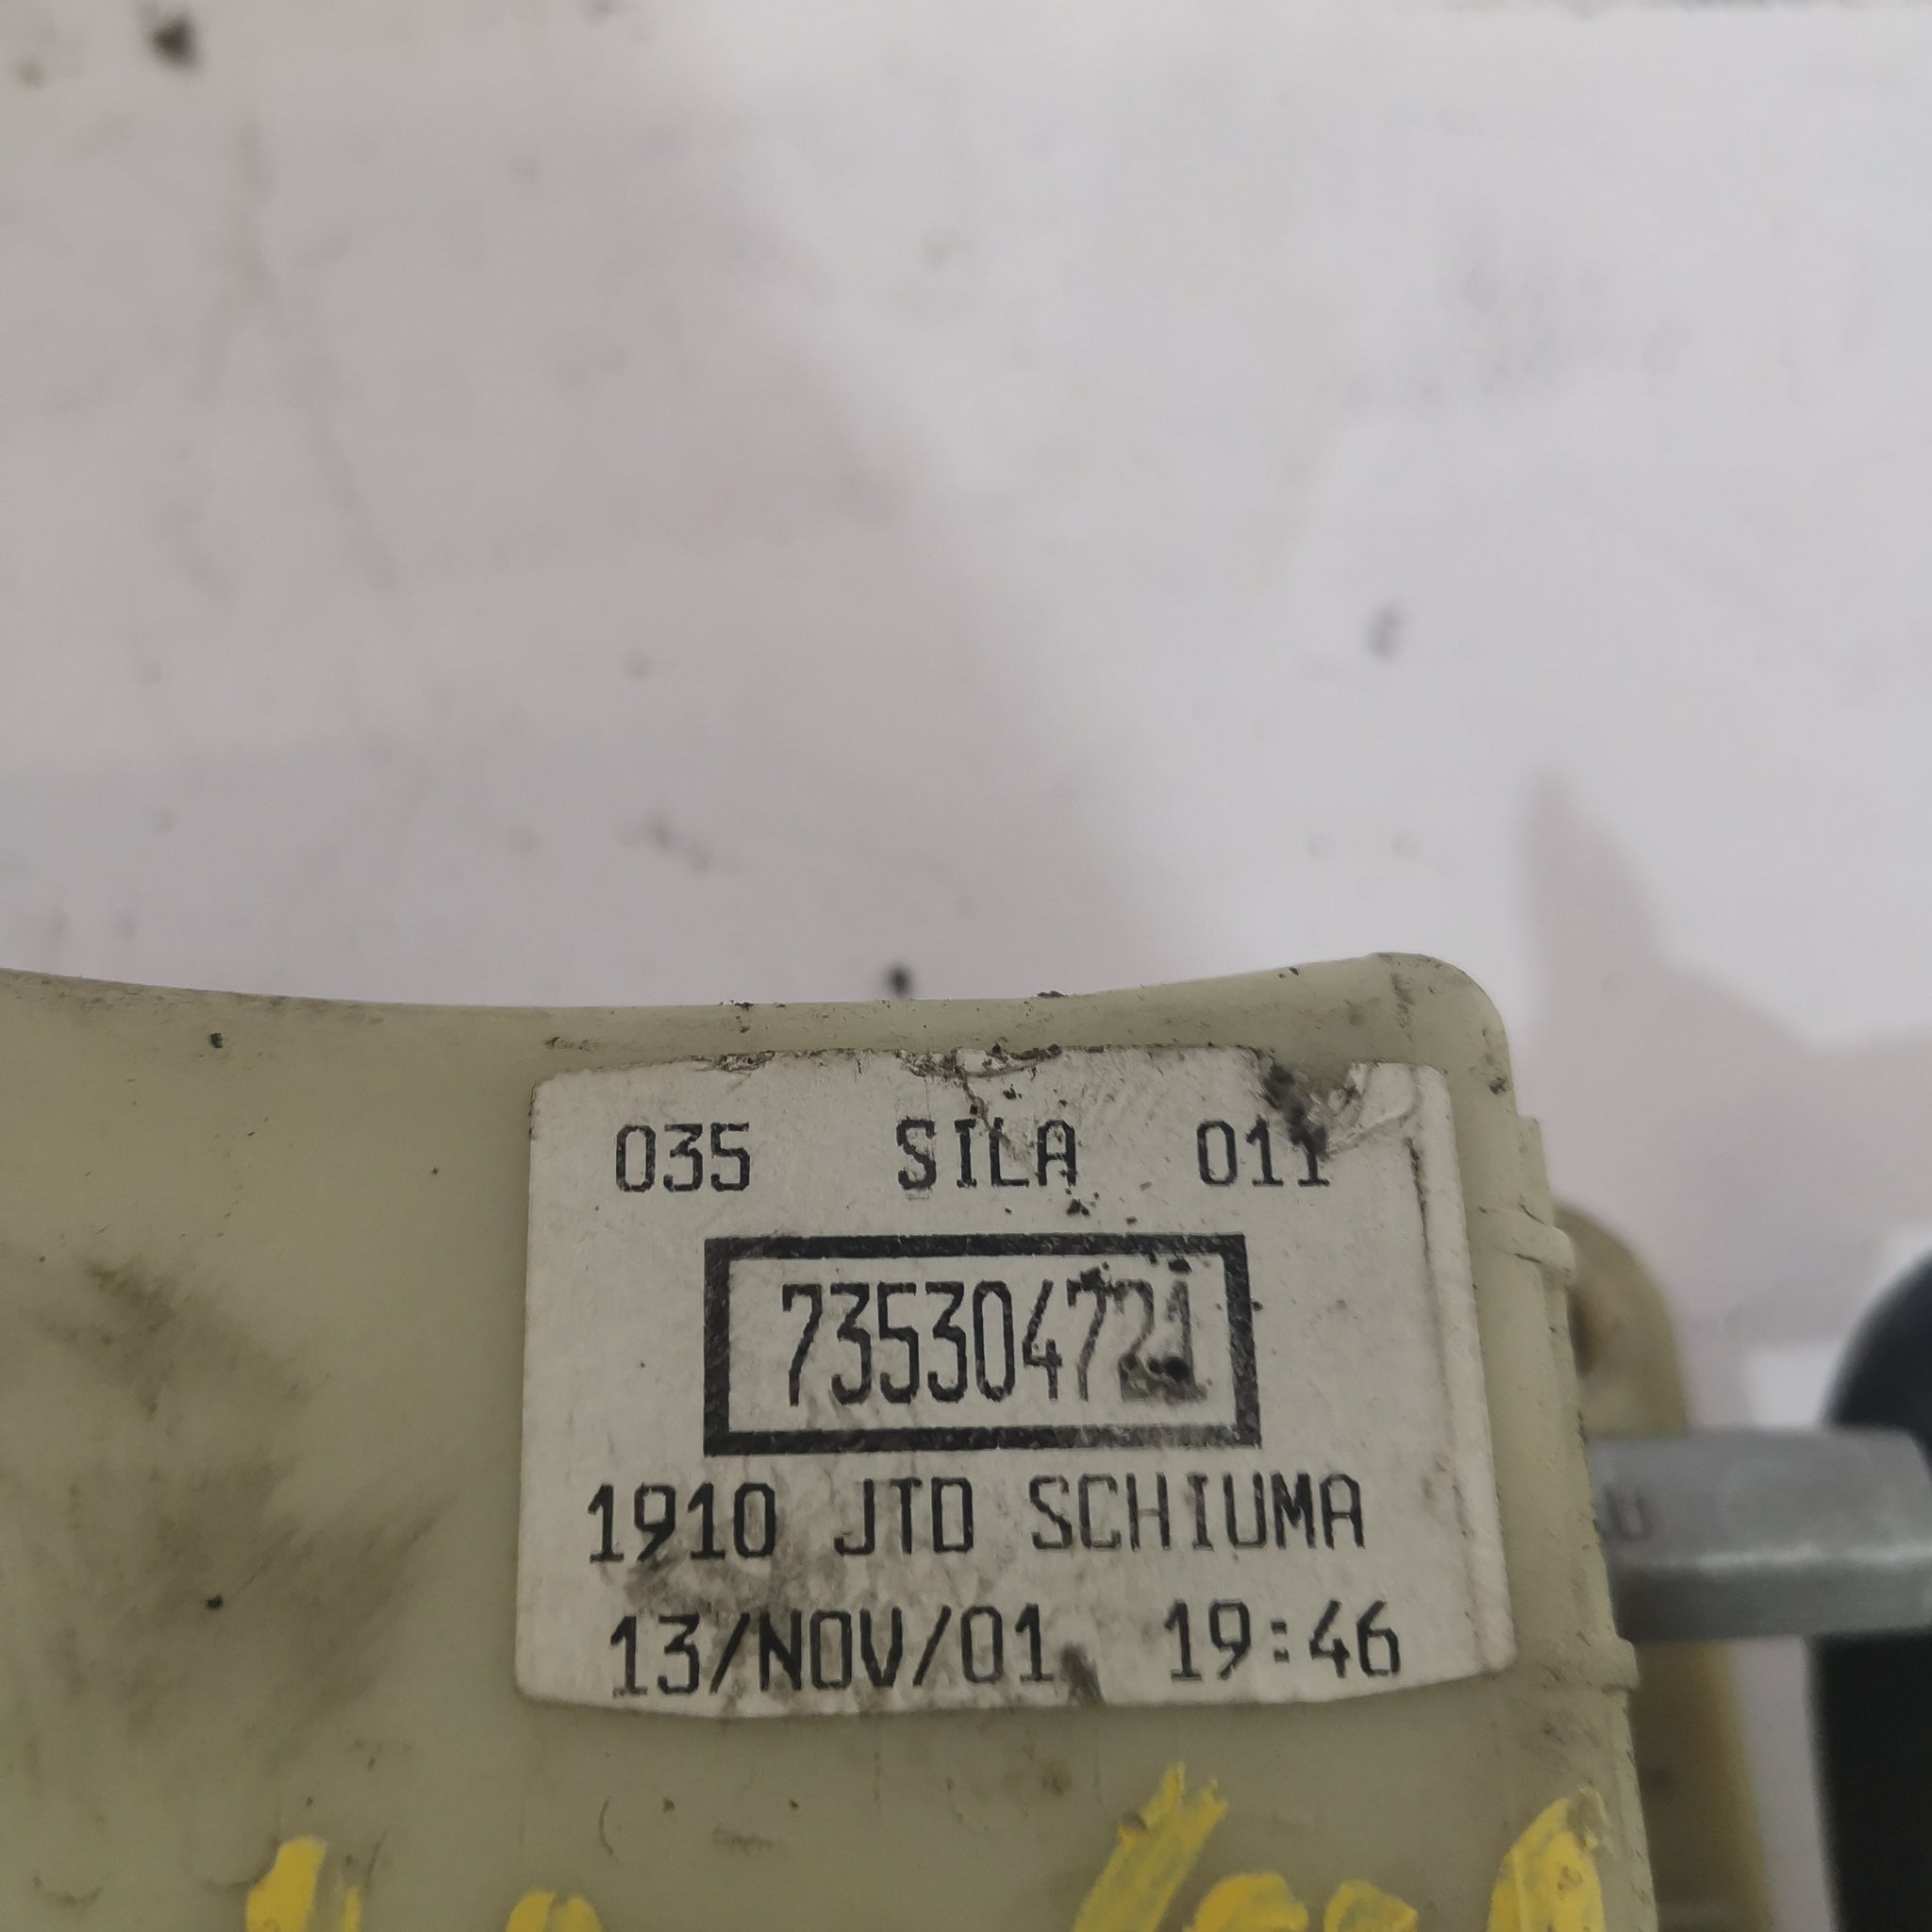 035 SILA 011
735304721
1910 JTD SCHIUMA
13/NOV/01 19:46